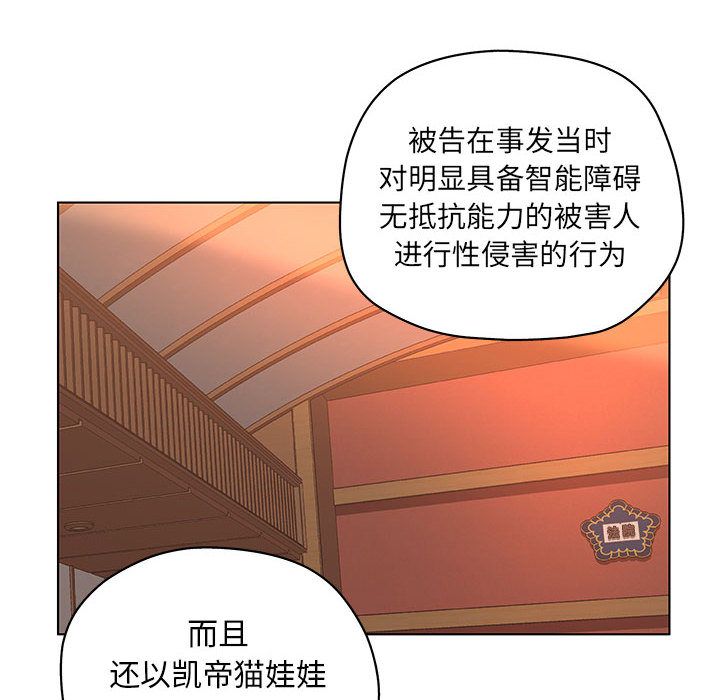 被告在事发当时
对明显具备智能障碍
无抵抗能力的被害人
进行性侵害的行为
法院
而且
还以凯帝猫娃娃